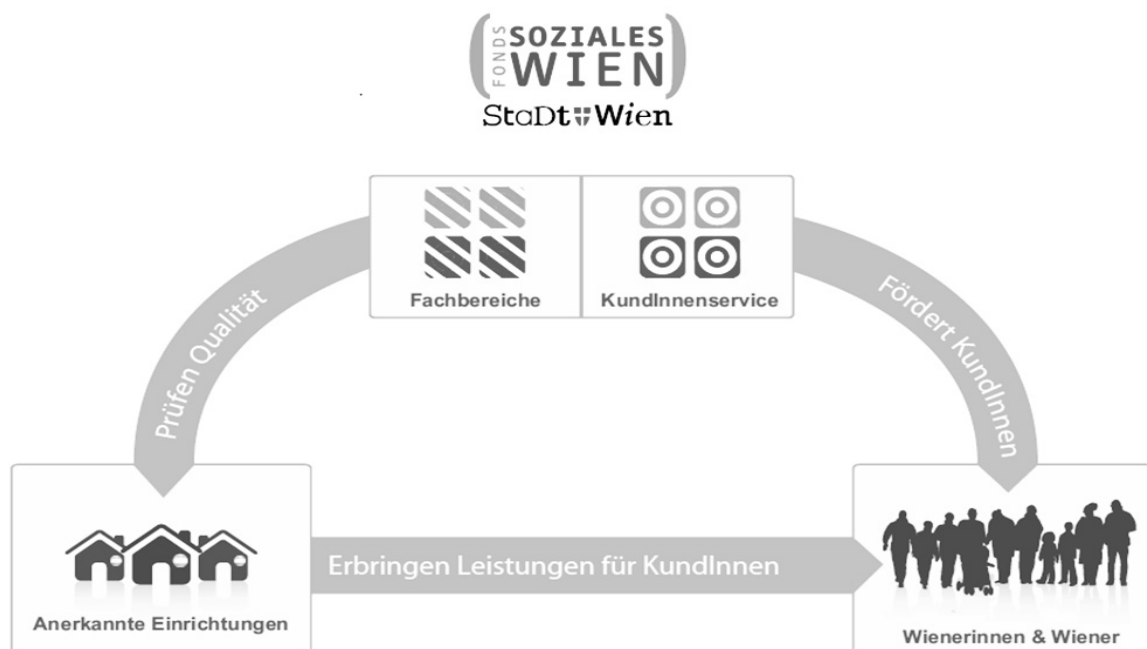 FONDS
SOZIALES
WIEN
StaDt Wien
Fachbereiche
KundInnenservice
Prüfen Qualität
Fördert KundInnen
Erbringen Leistungen für KundInnen
Anerkannte Einrichtungen
Wienerinnen & Wiener